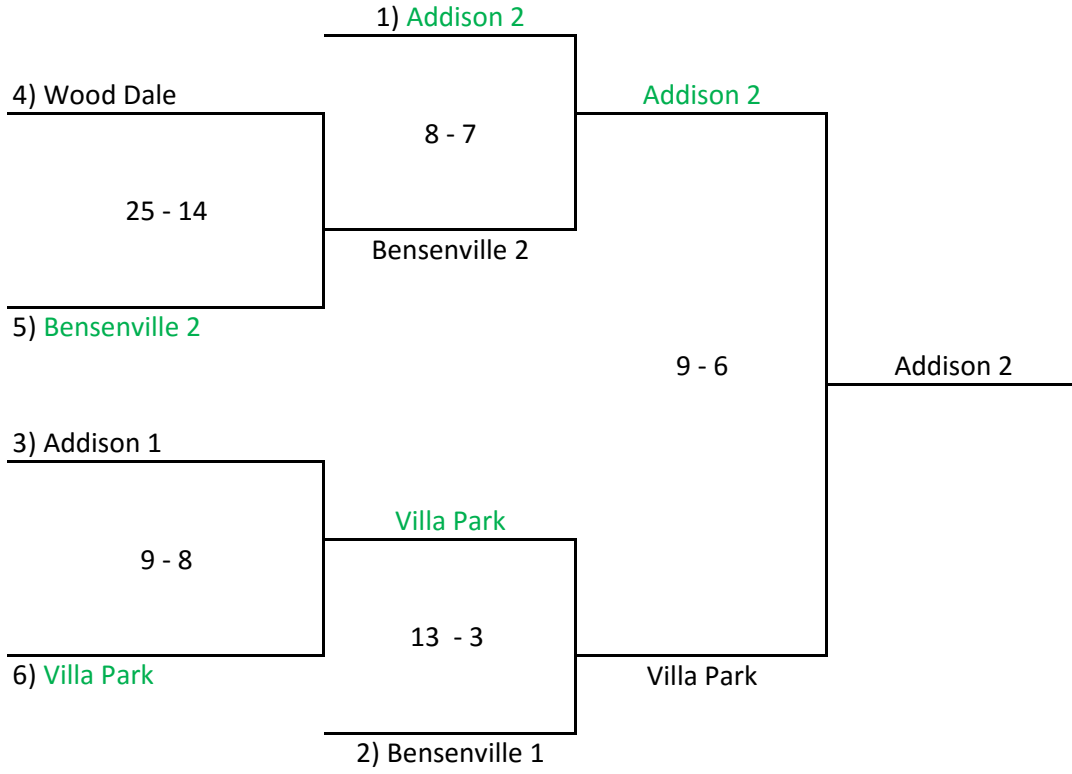 1) Addison 2
4) Wood Dale
Addison 2
8 - 7
25 - 14
Bensenville 2
5) Bensenville 2
9 - 6
Addison 2
3) Addison 1
Villa Park
9 - 8
13 - 3
6) Villa Park
Villa Park
2) Bensenville 1